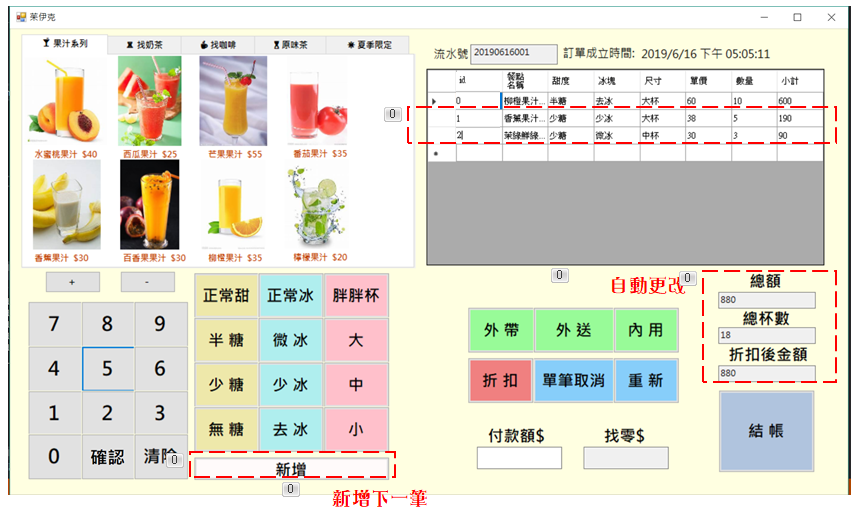 茱伊克
果汁系列 找奶茶 找咖啡 原味茶 夏季限定
流水號 20190616001 訂單成立時間: 2019/6/16 下午 05:05:11
水蜜桃果汁 $40 西瓜果汁 $25 芒果果汁 $55 番茄果汁 $35
香蕉果汁 $30 百香果果汁 $30 柳橙果汁 $35 檸檬果汁 $20
id 餐點名稱 甜度 冰塊 尺寸 單價 數量 小計
0 柳橙果汁... 半糖 去冰 大杯 60 10 600
1 香蕉果汁... 少糖 少冰 大杯 38 5 190
2 茉綠鮮綠... 少糖 微冰 中杯 30 3 90
0
0
0
自動更改
總額
880
總杯數
18
折扣後金額
880
+ -
7 8 9
4 5 6
1 2 3
0 確認 清除
正常甜 正常冰 胖胖杯
半糖 微冰 大
少糖 少冰 中
無糖 去冰 小
新增
0
0
新增下一筆
外帶 外送 內用
折扣 單筆取消 重新
付款額$ 找零$
結帳